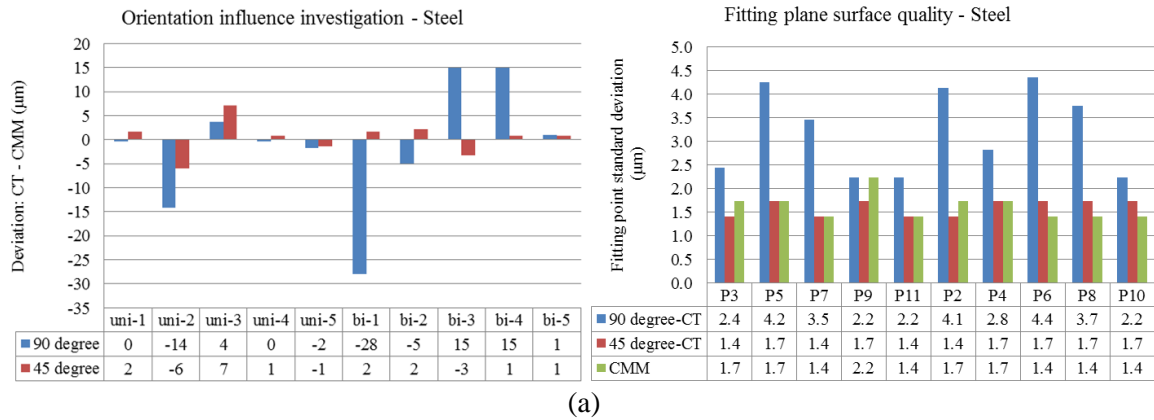 Orientation influence investigation - Steel
Deviation: CT - CMM (µm)
20
15
10
5
0
-5
-10
-15
-20
-25
-30
-35
uni-1 uni-2 uni-3 uni-4 uni-5 bi-1 bi-2 bi-3 bi-4 bi-5
90 degree 0 -14 4 0 -2 -28 -5 15 15 1
45 degree 2 -6 7 1 -1 2 2 -3 1 1
Fitting plane surface quality - Steel
Fitting point standard deviation
(µm)
5.0
4.5
4.0
3.5
3.0
2.5
2.0
1.5
1.0
0.5
0.0
P3 P5 P7 P9 P11 P2 P4 P6 P8 P10
90 degree-CT 2.4 4.2 3.5 2.2 2.2 4.1 2.8 4.4 3.7 2.2
45 degree-CT 1.4 1.7 1.4 1.7 1.4 1.4 1.7 1.7 1.7 1.7
CMM 1.7 1.7 1.4 2.2 1.4 1.7 1.7 1.4 1.4 1.4
(a)